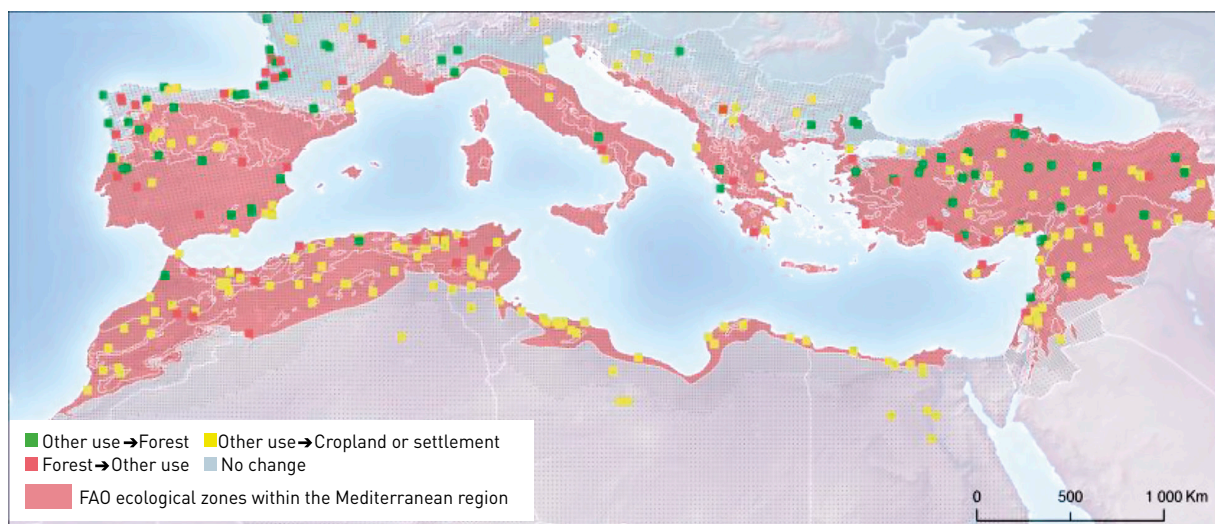 Other use➔Forest
Other use➔Cropland or settlement
Forest➔Other use
No change
FAO ecological zones within the Mediterranean region
0 500 1 000 Km